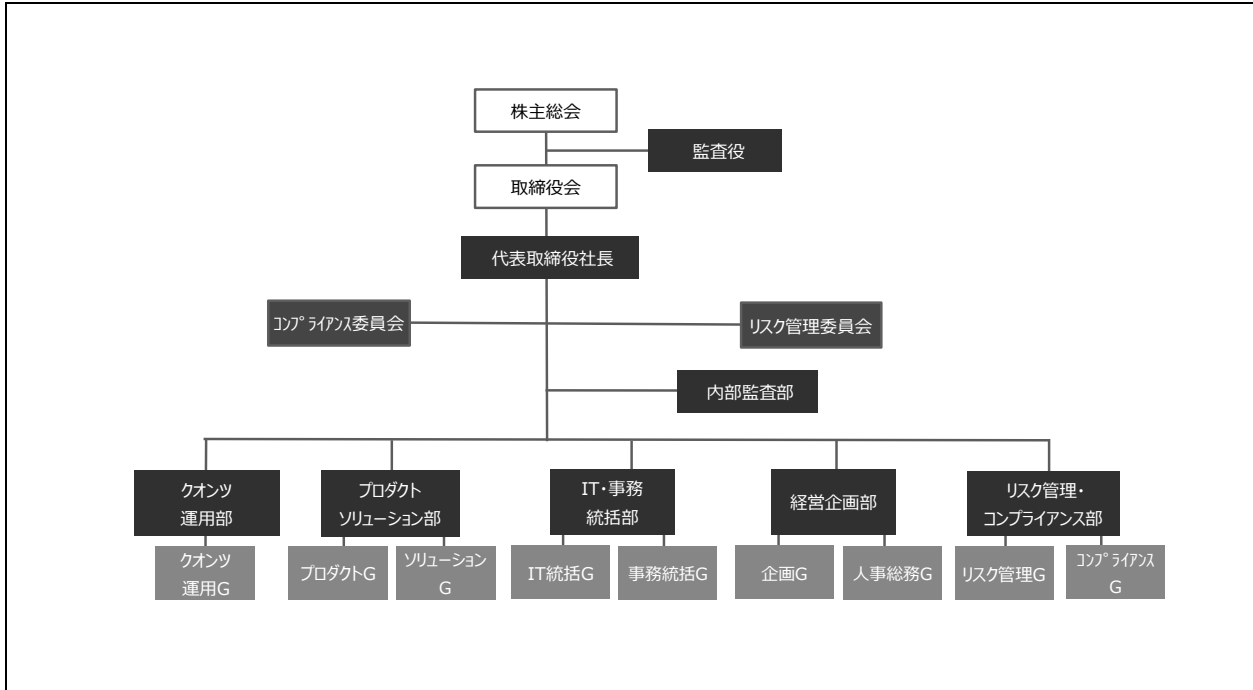 株主総会
監査役
取締役会
代表取締役社長
ｺﾝﾌﾟﾗｲｱﾝｽ委員会
リスク管理委員会
内部監査部
クオンツ
運用部
プロダクト
ソリューション部
IT・事務
統括部
経営企画部
リスク管理・
コンプライアンス部
クオンツ
運用G
プロダクトG
ｿﾘｭｰｼｮﾝ
G
IT統括G
事務統括G
企画G
人事総務G
リスク管理G
ｺﾝﾌﾟﾗｲｱﾝｽ
G